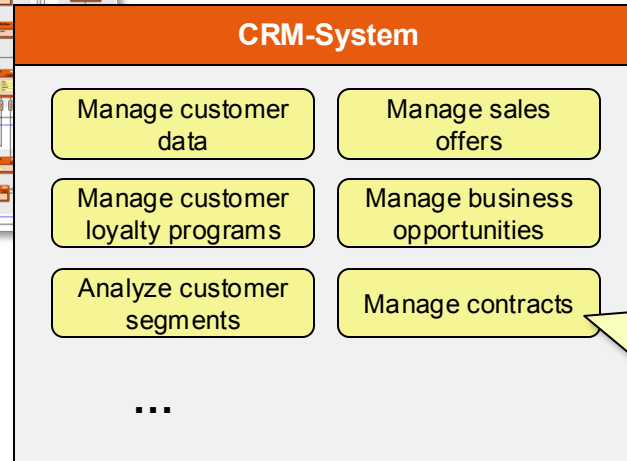 CRM-System
Manage customer
data
Manage sales
offers
Manage customer
loyalty programs
Manage business
opportunities
Analyze customer
segments
Manage contracts
...